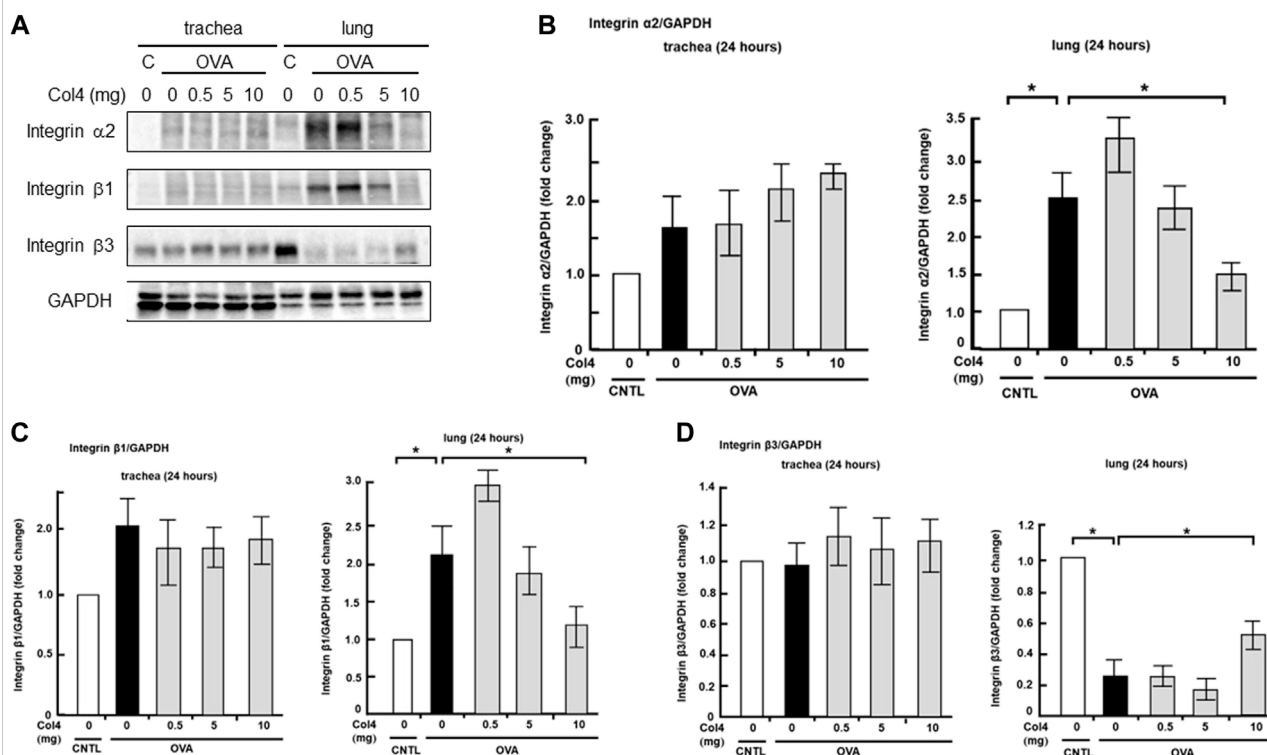 A
trachea lung
C OVA C OVA
Col4 (mg) 0 0 0.5 5 10 0 0 0.5 5 10
Integrin α2
Integrin β1
Integrin β3
GAPDH
B
Integrin α2/GAPDH
trachea (24 hours)
Integrin α2/GAPDH (fold change)
3.0
2.0
1.0
0
Col4 (mg) 0 0 0.5 5 10
CNTL OVA
lung (24 hours)
* *
Integrin α2/GAPDH (fold change)
3.5
3.0
2.5
1.5
1.0
0
Col4 (mg) 0 0 0.5 5 10
CNTL OVA
C
Integrin β1/GAPDH
trachea (24 hours)
Integrin β1/GAPDH (fold change)
2.0
1.0
0.5
0
Col4 (mg) 0 0 0.5 5 10
CNTL OVA
lung (24 hours)
* *
Integrin β1/GAPDH (fold change)
3.0
2.5
2.0
1.5
1.0
0.5
0
Col4 (mg) 0 0 0.5 5 10
CNTL OVA
D
Integrin β3/GAPDH
trachea (24 hours)
Integrin β3/GAPDH (fold change)
1.4
1.2
1.0
0.8
0.6
0.4
0.2
0
Col4 (mg) 0 0 0.5 5 10
CNTL OVA
lung (24 hours)
* *
Integrin β3/GAPDH (fold change)
1.2
1.0
0.8
0.6
0.4
0.2
0
Col4 (mg) 0 0 0.5 5 10
CNTL OVA